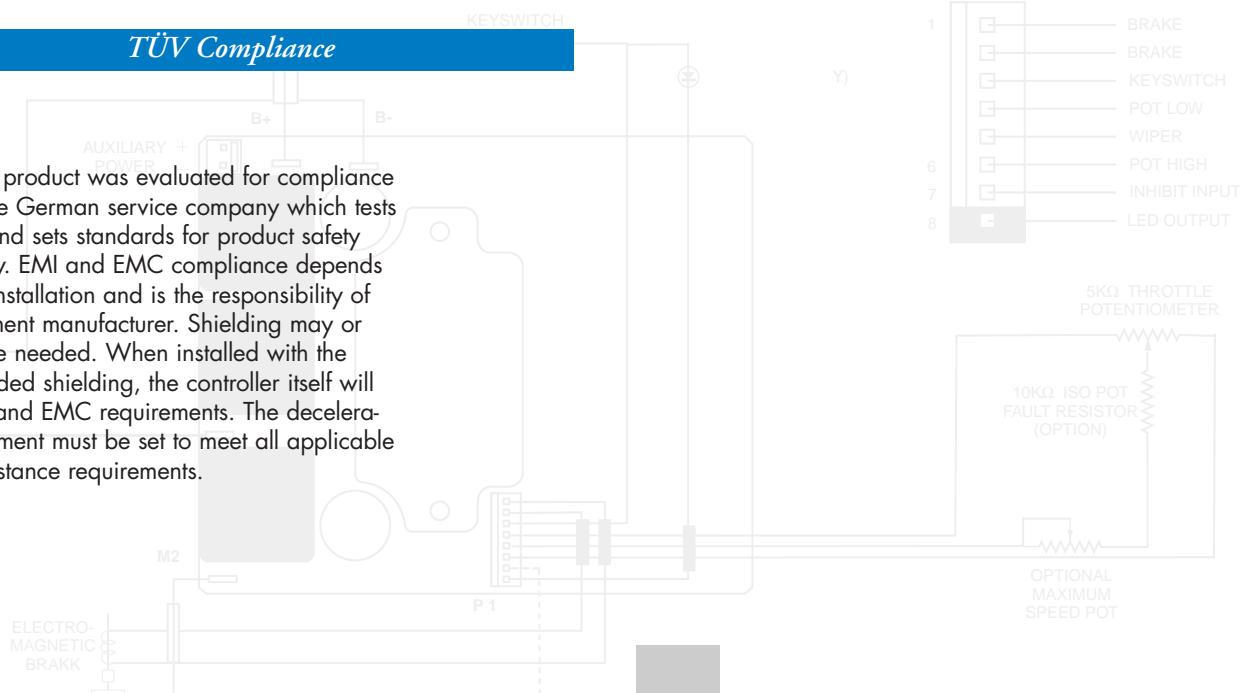 KEYSWITCH
TÜV Compliance
product was evaluated for compliance
e German service company which tests
nd sets standards for product safety
y. EMI and EMC compliance depends
nstallation and is the responsibility of
ment manufacturer. Shielding may or
e needed. When installed with the
ded shielding, the controller itself will
and EMC requirements. The decelera-
ment must be set to meet all applicable
stance requirements.
B+
B-
AUXILIARY +
POWER
Y)
1
BRAKE
BRAKE
KEYSWITCH
POT LOW
WIPER
6 POT HIGH
7 INHIBIT INPUT
8 LED OUTPUT
5KΩ THROTTLE
POTENTIOMETER
10KΩ ISO POT
FAULT RESISTOR
(OPTION)
OPTIONAL
MAXIMUM
SPEED POT
M2
P 1
ELECTRO-
MAGNETIC
BRAKK